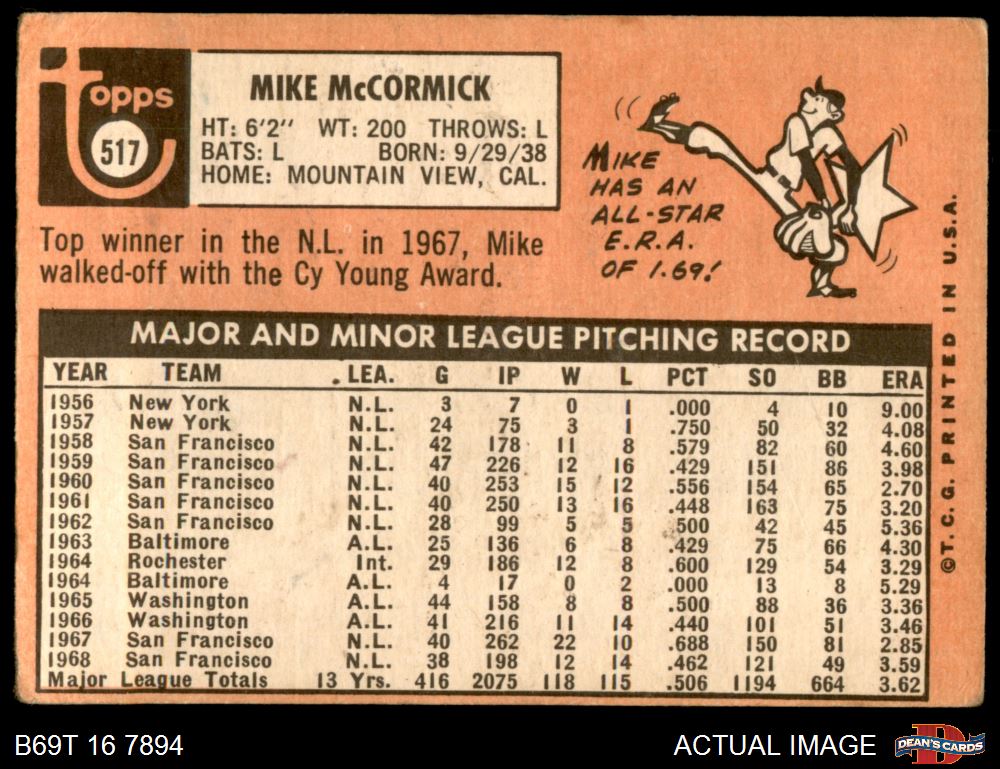 Topps
517
MIKE McCORMICK
HT: 6'2" WT: 200 THROWS: L
BATS: L BORN: 9/29/38
HOME: MOUNTAIN VIEW, CAL.
Top winner in the N.L. in 1967, Mike
walked-off with the Cy Young Award.
MIKE
HAS AN
ALL-STAR
E.R.A.
OF 1.69!
MAJOR AND MINOR LEAGUE PITCHING RECORD
YEAR TEAM LEA. G IP W L PCT SO BB ERA
1956 New York N.L. 3 7 0 1 .000 4 10 9.00
1957 New York N.L. 24 75 3 1 .750 50 32 4.08
1958 San Francisco N.L. 42 178 11 8 .579 82 60 4.60
1959 San Francisco N.L. 47 226 12 16 .429 151 86 3.98
1960 San Francisco N.L. 40 253 15 12 .556 154 65 2.70
1961 San Francisco N.L. 40 250 13 16 .448 163 75 3.20
1962 San Francisco N.L. 28 99 5 5 .500 42 45 5.36
1963 Baltimore A.L. 25 136 6 8 .429 75 66 4.30
1964 Rochester Int. 29 186 12 8 .600 129 54 3.29
1964 Baltimore A.L. 4 17 0 2 .000 13 8 5.29
1965 Washington A.L. 44 158 8 8 .500 88 36 3.36
1966 Washington A.L. 41 216 11 14 .440 101 51 3.46
1967 San Francisco N.L. 40 262 22 10 .688 150 81 2.85
1968 San Francisco N.L. 38 198 12 14 .462 121 49 3.59
Major League Totals 13 Yrs. 416 2075 118 115 .506 1194 664 3.62
©T. C. G. PRINTED IN U.S.A.
B69T 16 7894
ACTUAL IMAGE
D
DEAN'S CARDS